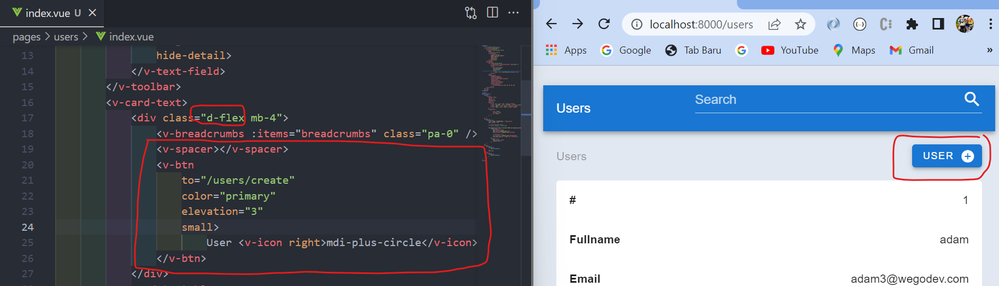 index.vue U
pages > users > index.vue
13 hide-detail>
14 </v-text-field>
15 </v-toolbar>
16 <v-card-text>
17 <div class="d-flex mb-4">
18 <v-breadcrumbs :items="breadcrumbs" class="pa-0" />
19 <v-spacer></v-spacer>
20 <v-btn
21 to="/users/create"
22 color="primary"
23 elevation="3"
24 small>
25 User <v-icon right>mdi-plus-circle</v-icon>
26 </v-btn>
27 </div>
localhost:8000/users
Apps Google Tab Baru YouTube Maps Gmail »
Users Search
Users USER
# 1
Fullname adam
Email adam3@wegodev.com